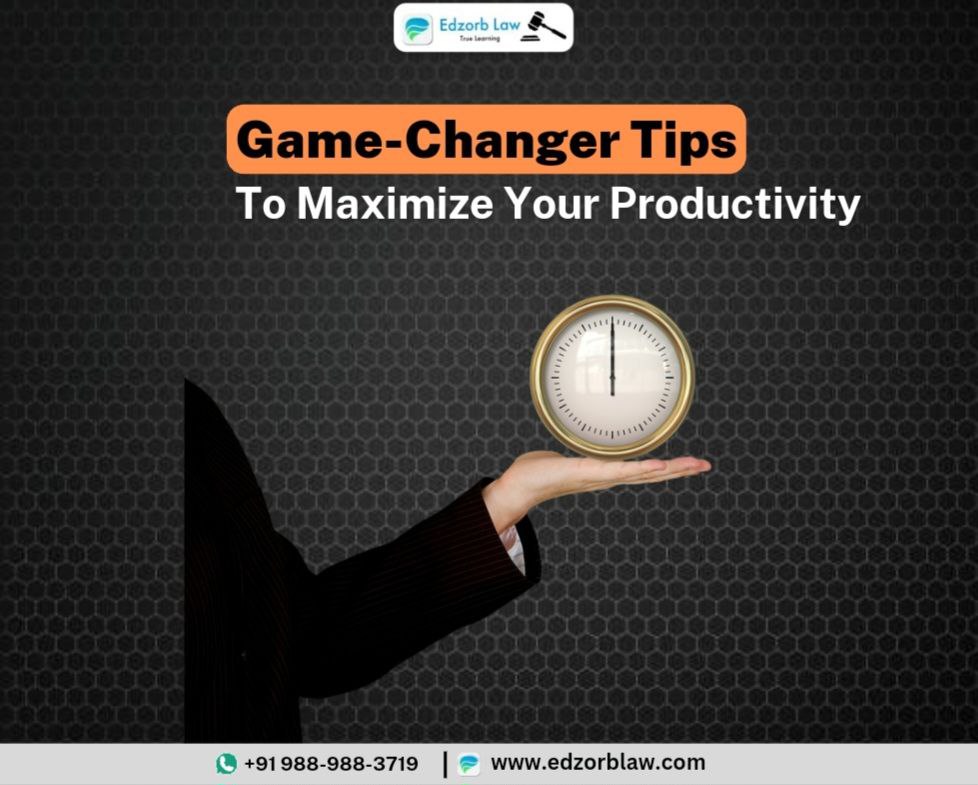 Edzorb Law
True Learning
Game-Changer Tips
To Maximize Your Productivity
+91 988-988-3719 | www.edzorblaw.com